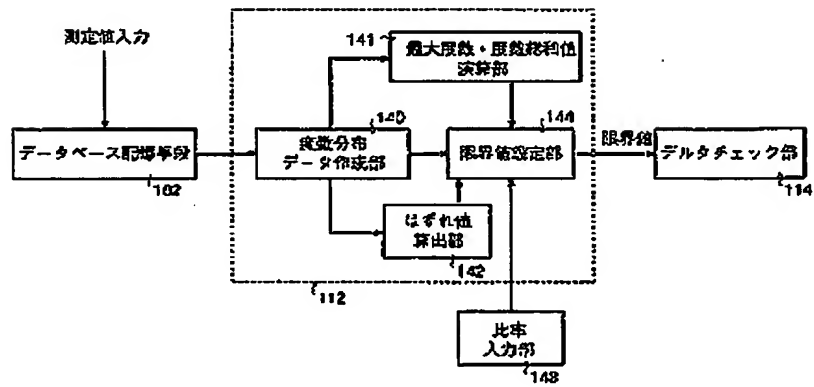 測定値入力
141
最大度数・度数総和値
演算部
140
144
データベース記憶手段
度数分布
データ作成部
限界値設定部
限界値
デルタチェック部
102
114
はずれ値
算出部
142
112
比率
入力部
143